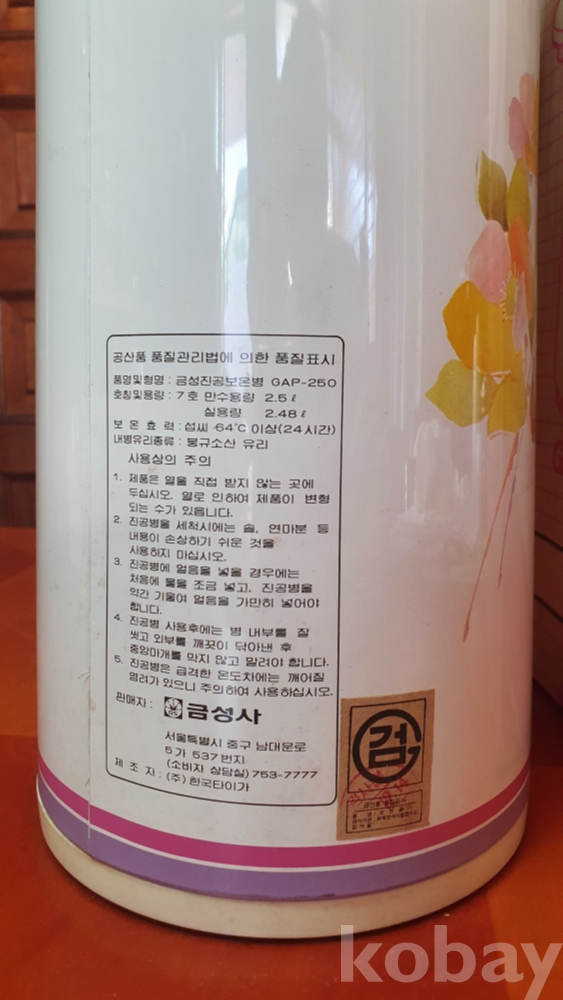 공산품 품질관리법에 의한 품질표시
품명및형명 : 금성진공보온병 GAP-250
호칭및용량 : 7호 만수용량 2.5ℓ
실용량 2.48ℓ
보온효력 : 섭씨 64℃이상(24시간)
내병유리종류 : 붕규소산 유리
사용상의 주의
1. 제품은 열을 직접 받지 않는 곳에
두십시오. 열로 인하여 제품이 변형
되는 수가 있읍니다.
2. 진공병을 세척시에는 솔, 연마분 등
내용이 손상하기 쉬운 것을
사용하지 마십시오.
3. 진공병에 얼음을 넣을 경우에는
처음에 물을 조금 넣고, 진공병을
약간 기울여 얼음을 가만히 넣어야
합니다.
4. 진공병 사용후에는 병 내부를 잘
씻고 외부를 깨끗이 닦아낸 후
중앙마개를 막지 않고 말려야 합니다.
5. 진공병은 급격한 온도차에는 깨어질
염려가 있으니 주의하여 사용하십시오.
판매자 : 금성사
서울특별시 중구 남대문로
5가 537번지
(소비자 상담실) 753-7777
제조자 : (주) 한국타이가
검
kobay